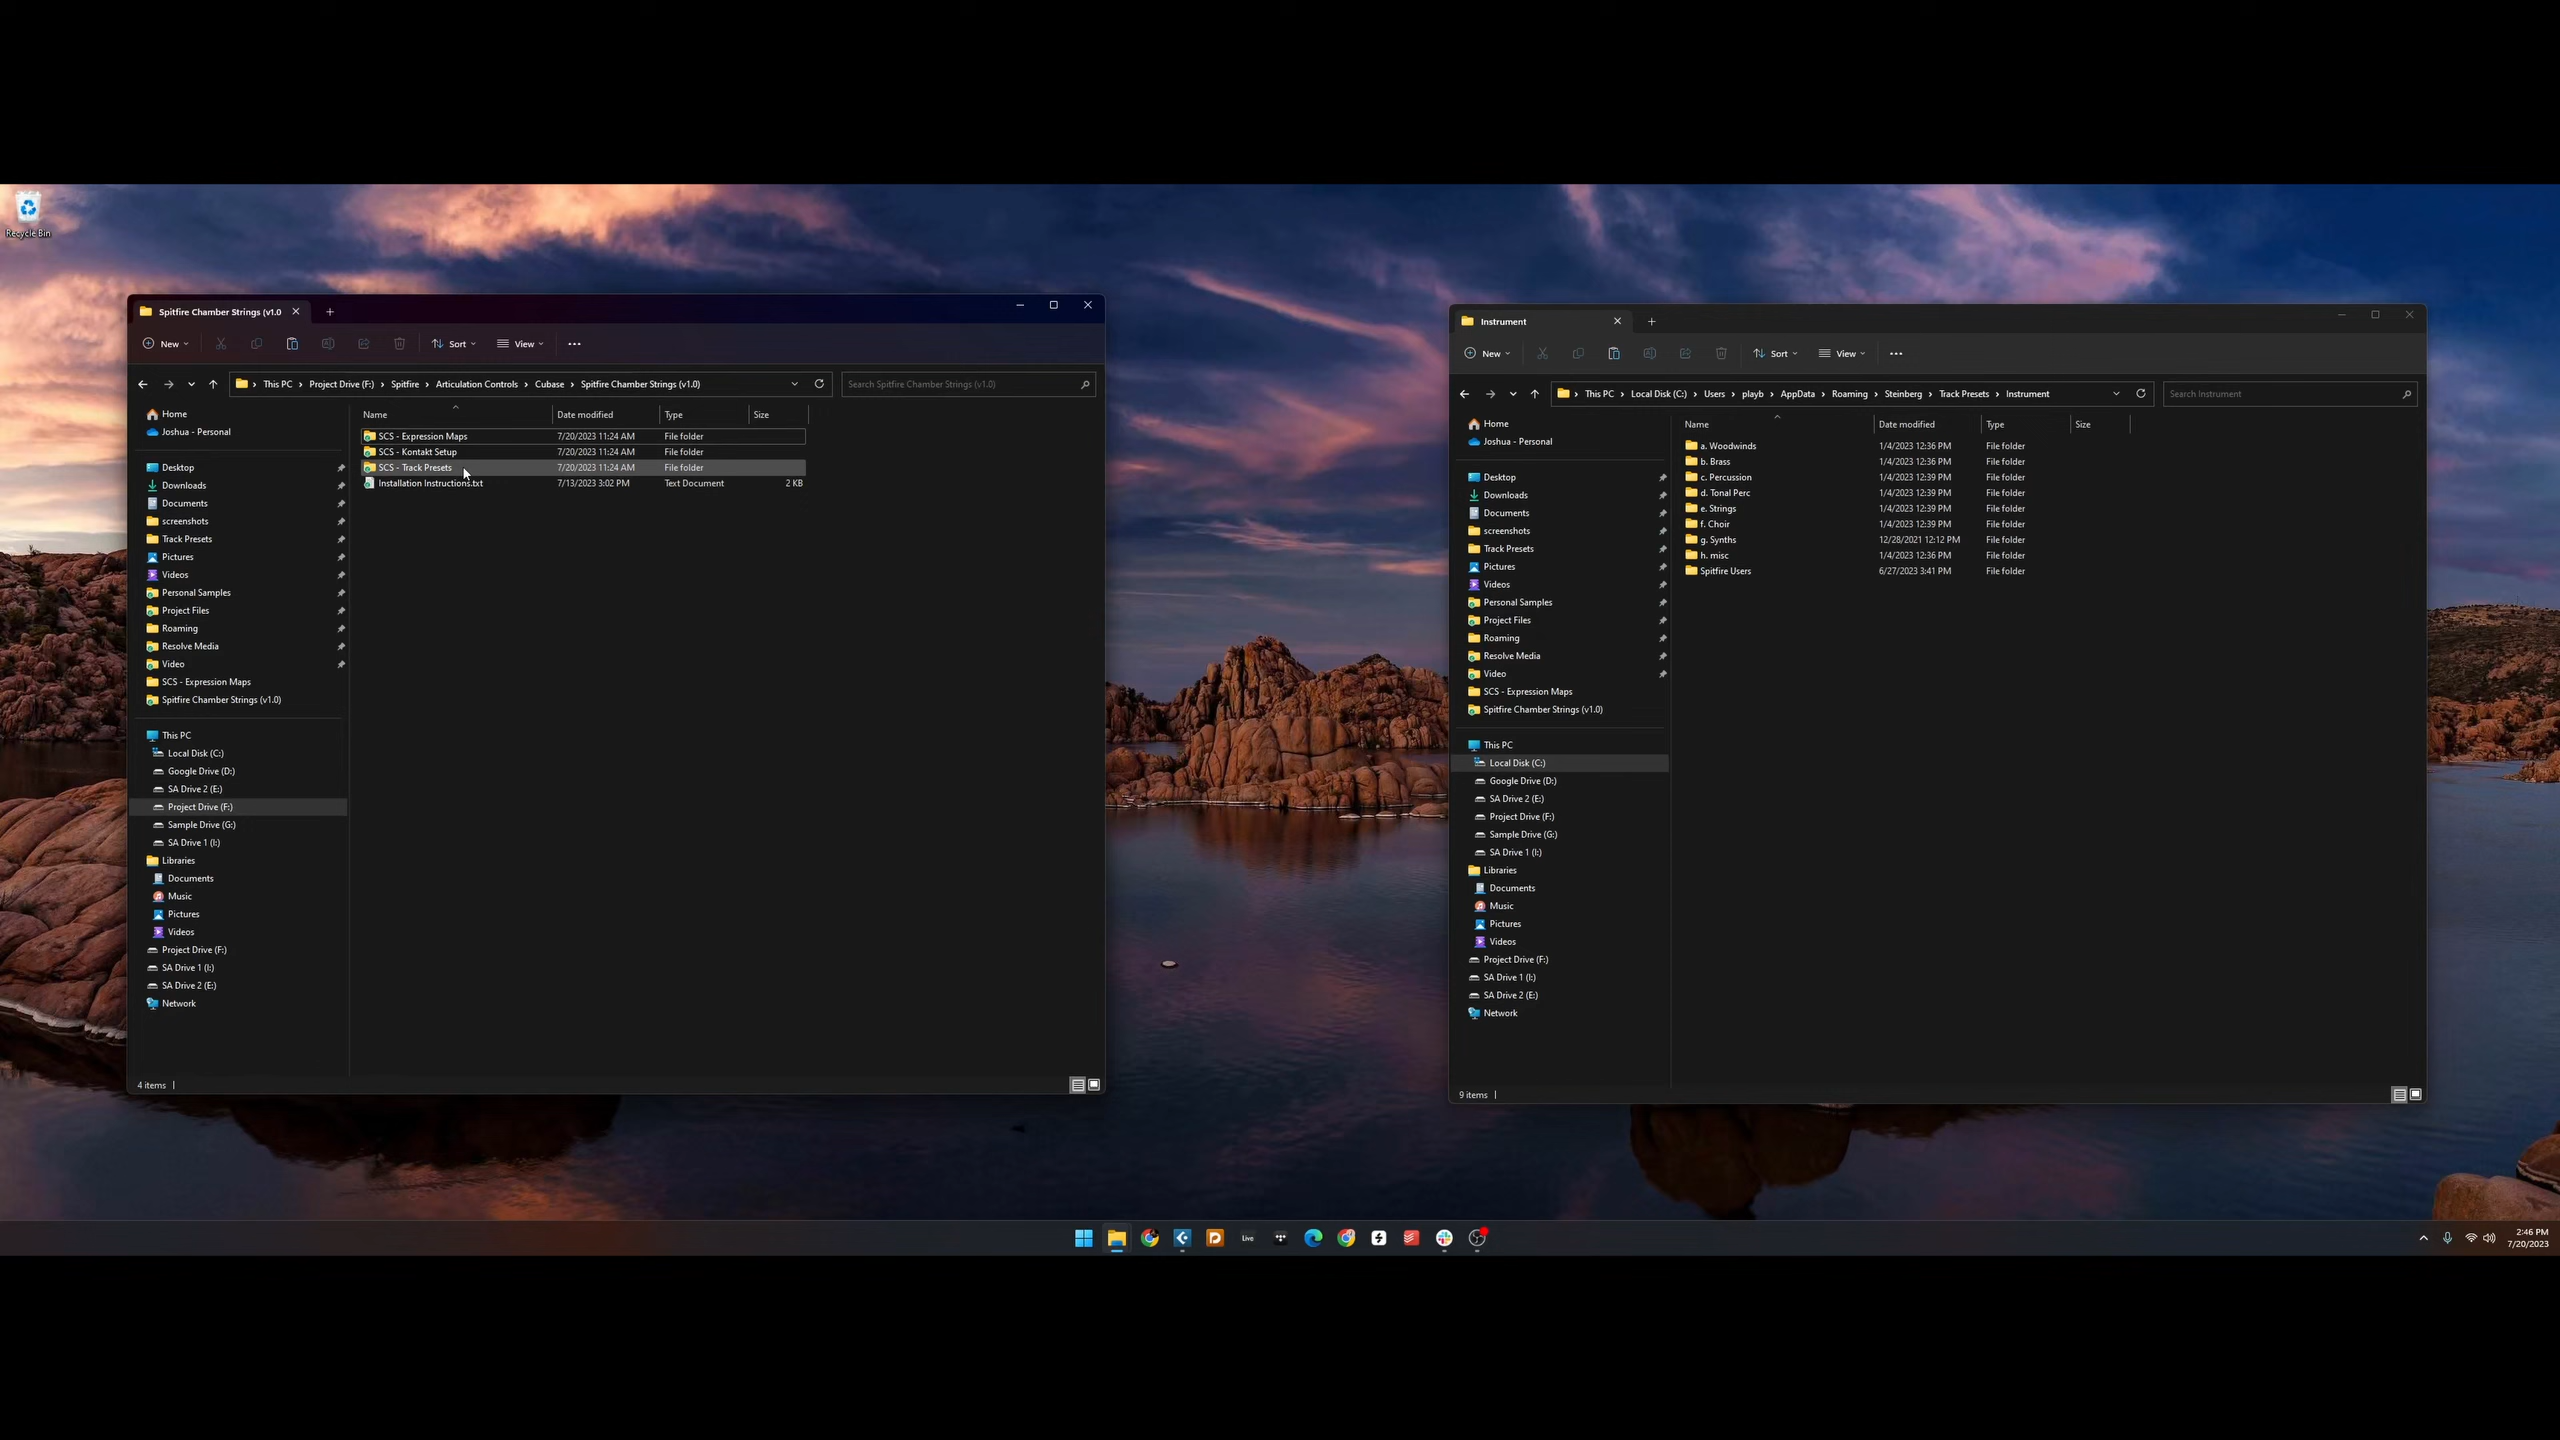 Recycle Bin
Spitfire Chamber Strings (v1.0
New
Sort
View
This PC > Project Drive (F:) > Spitfire > Articulation Controls > Cubase > Spitfire Chamber Strings (v1.0)
Search Spitfire Chamber Strings (v1.0)
Home
Joshua - Personal
Desktop
Downloads
Documents
screenshots
Track Presets
Pictures
Videos
Personal Samples
Project Files
Roaming
Resolve Media
Video
SCS - Expression Maps
Spitfire Chamber Strings (v1.0)
This PC
Local Disk (C:)
Google Drive (D:)
SA Drive 2 (E:)
Project Drive (F:)
Sample Drive (G:)
SA Drive 1 (I:)
Libraries
Documents
Music
Pictures
Videos
Project Drive (F:)
SA Drive 1 (I:)
SA Drive 2 (E:)
Network
Name Date modified Type Size
SCS - Expression Maps 7/20/2023 11:24 AM File folder
SCS - Kontakt Setup 7/20/2023 11:24 AM File folder
SCS - Track Presets 7/20/2023 11:24 AM File folder
Installation Instructions.txt 7/13/2023 3:02 PM Text Document 2 KB
4 items
Instrument
New
Sort
View
This PC > Local Disk (C:) > Users > playb > AppData > Roaming > Steinberg > Track Presets > Instrument
Search Instrument
Home
Joshua - Personal
Desktop
Downloads
Documents
screenshots
Track Presets
Pictures
Videos
Personal Samples
Project Files
Roaming
Resolve Media
Video
SCS - Expression Maps
Spitfire Chamber Strings (v1.0)
This PC
Local Disk (C:)
Google Drive (D:)
SA Drive 2 (E:)
Project Drive (F:)
Sample Drive (G:)
SA Drive 1 (I:)
Libraries
Documents
Music
Pictures
Videos
Project Drive (F:)
SA Drive 1 (I:)
SA Drive 2 (E:)
Network
Name Date modified Type Size
a. Woodwinds 1/4/2023 12:36 PM File folder
b. Brass 1/4/2023 12:36 PM File folder
c. Percussion 1/4/2023 12:39 PM File folder
d. Tonal Perc 1/4/2023 12:39 PM File folder
e. Strings 1/4/2023 12:39 PM File folder
f. Choir 1/4/2023 12:39 PM File folder
g. Synths 12/28/2021 12:12 PM File folder
h. misc 1/4/2023 12:36 PM File folder
Spitfire Users 6/27/2023 3:41 PM File folder
9 items
Live
2:46 PM
7/20/2023